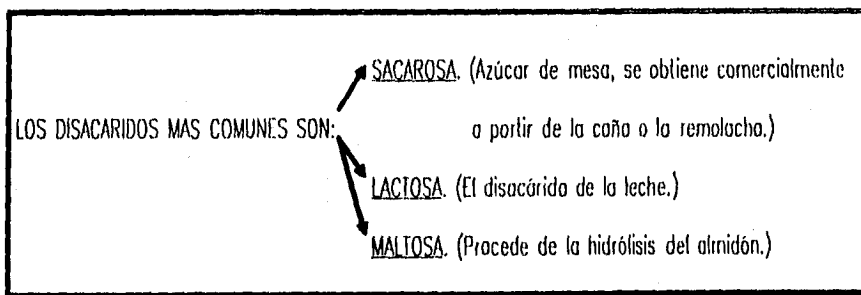 SACAROSA. (Azúcar de mesa, se obtiene comercialmente
LOS DISACARIDOS MAS COMUNES SON:
a partir de la caña o la remolacha.)
LACTOSA. (El disacárido de la leche.)
MALTOSA. (Procede de la hidrólisis del almidón.)